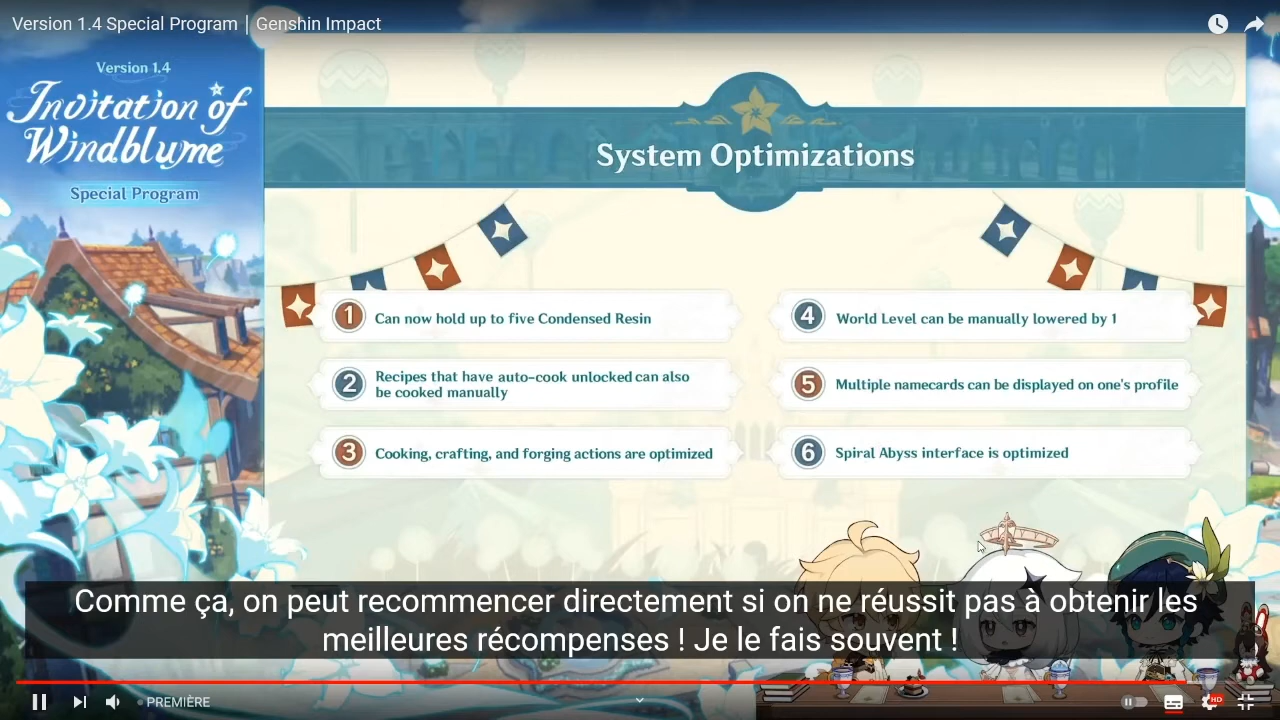 Version 1.4 Special Program | Genshin Impact
Version 1.4
Invitation of
Windblume
Special Program
System Optimizations
1 Can now hold up to five Condensed Resin
2 Recipes that have auto-cook unlocked can also
be cooked manually
3 Cooking, crafting, and forging actions are optimized
4 World Level can be manually lowered by 1
5 Multiple namecards can be displayed on one's profile
6 Spiral Abyss interface is optimized
Comme ça, on peut recommencer directement si on ne réussit pas à obtenir les
meilleures récompenses ! Je le fais souvent !
PREMIÈRE
HD